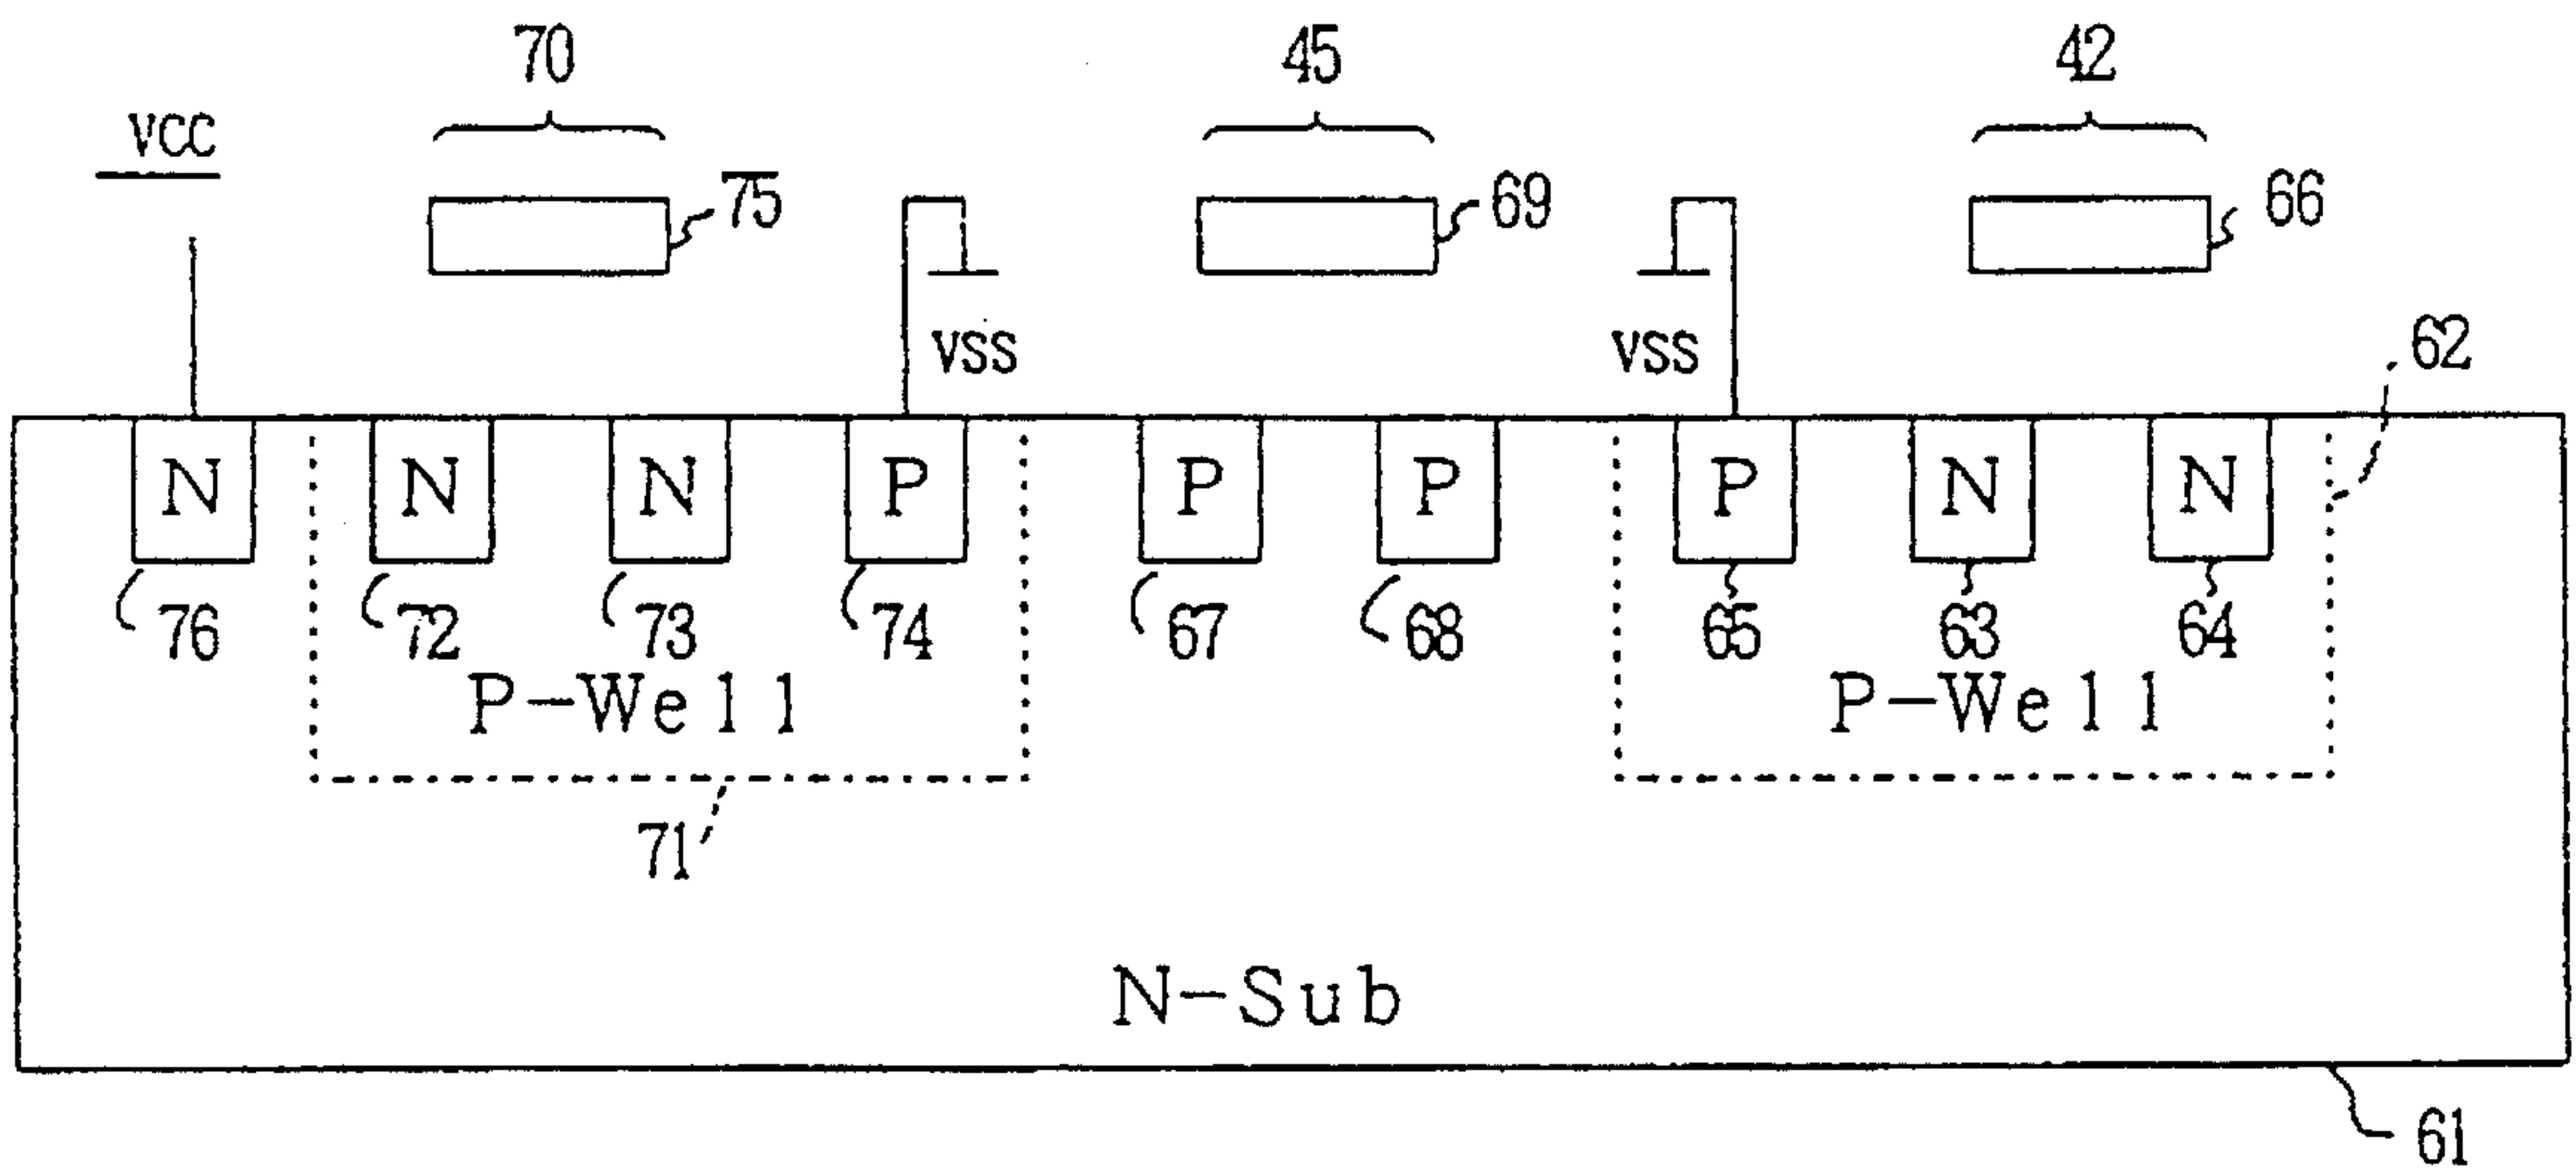 70 45 42
VCC
75 69 66
VSS VSS 62
N N N P P P P N N
76 72 73 74 67 68 65 63 64
P-Well P-Well
71
N-Sub
61